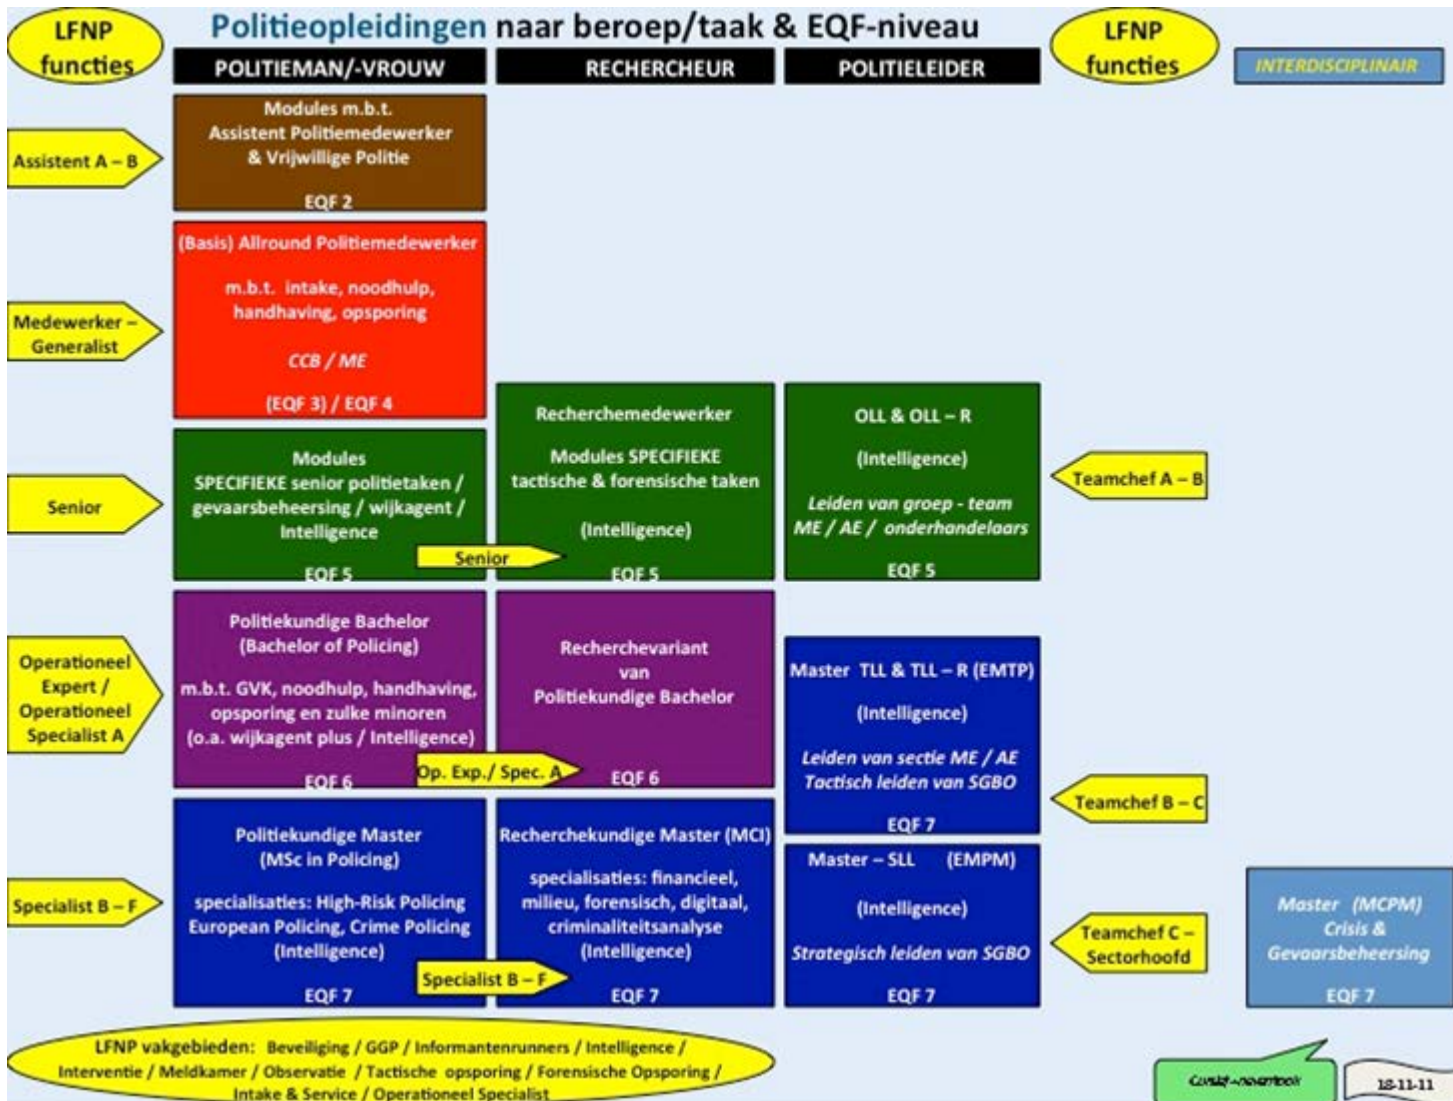 Politieopleidingen naar beroep/taak & EQF-niveau
LFNP
functies
POLITIEMAN/-VROUW
RECHERCHEUR
POLITIELEIDER
LFNP
functies
INTERDISCIPLINAIR
Assistent A – B
Modules m.b.t.
Assistent Politiemedewerker
& Vrijwillige Politie
EQF 2
Medewerker –
Generalist
(Basis) Allround Politiemedewerker
m.b.t. intake, noodhulp,
handhaving, opsporing
CCB / ME
(EQF 3) / EQF 4
Senior
Modules
SPECIFIEKE senior politietaken /
gevaarsbeheersing / wijkagent /
Intelligence
EQF 5
Senior
Recherchemedewerker
Modules SPECIFIEKE
tactische & forensische taken
(Intelligence)
EQF 5
OLL & OLL – R
(Intelligence)
Leiden van groep - team
ME / AE / onderhandelaars
EQF 5
Teamchef A – B
Operationeel
Expert /
Operationeel
Specialist A
Politiekundige Bachelor
(Bachelor of Policing)
m.b.t. GVK, noodhulp, handhaving,
opsporing en zulke minoren
(o.a. wijkagent plus / Intelligence)
EQF 6
Op. Exp./ Spec. A
Recherchevariant
van
Politiekundige Bachelor
EQF 6
Master TLL & TLL – R (EMTP)
(Intelligence)
Leiden van sectie ME / AE
Tactisch leiden van SGBO
EQF 7
Teamchef B – C
Specialist B – F
Politiekundige Master
(MSc in Policing)
specialisaties: High-Risk Policing
European Policing, Crime Policing
(Intelligence)
EQF 7
Specialist B – F
Recherchekundige Master (MCI)
specialisaties: financieel,
milieu, forensisch, digitaal,
criminaliteitsanalyse
(Intelligence)
EQF 7
Master – SLL (EMPM)
(Intelligence)
Strategisch leiden van SGBO
EQF 7
Teamchef C –
Sectorhoofd
Master (MCPM)
Crisis &
Gevaarsbeheersing
EQF 7
LFNP vakgebieden: Beveiliging / GGP / Informantenrunners / Intelligence /
Interventie / Meldkamer / Observatie / Tactische opsporing / Forensische Opsporing /
Intake & Service / Operationeel Specialist
18-11-11